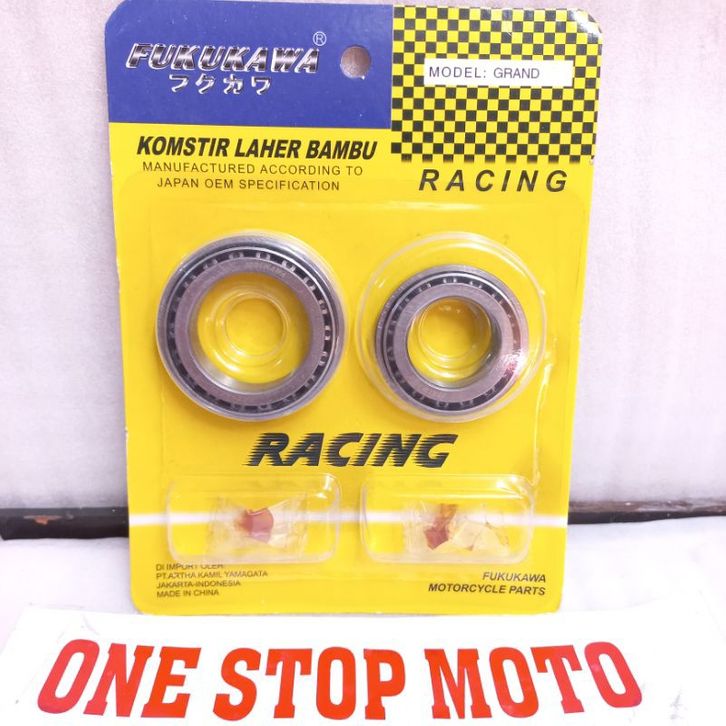 FUKUKAWA®
フクカワ
MODEL: GRAND
KOMSTIR LAHER BAMBU
MANUFACTURED ACCORDING TO
JAPAN OEM SPECIFICATION
RACING
RACING
DI IMPORT OLEH:
PT.ARTHA KAMIL YAMAGATA
JAKARTA-INDONESIA
MADE IN CHINA
FUKUKAWA
MOTORCYCLE PARTS
ONE STOP MOTO